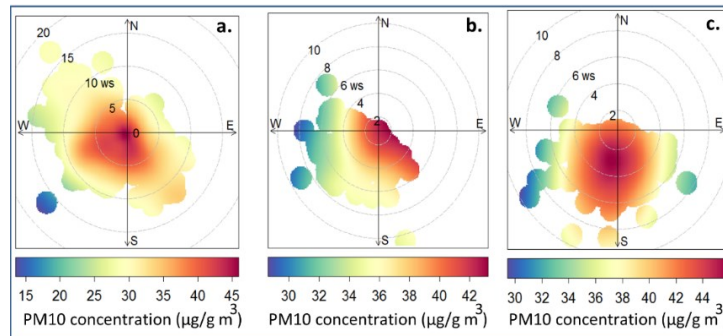 a.
N
20
15
10 ws
5
0
W
E
S
15 20 25 30 35 40 45
PM10 concentration (µg/g m³)
b.
N
10
8
6 ws
4
2
W
E
S
30 32 34 36 38 40 42
PM10 concentration (µg/g m³)
c.
N
10
8
6 ws
4
2
W
E
S
30 32 34 36 38 40 42 44
PM10 concentration (µg/g m³)